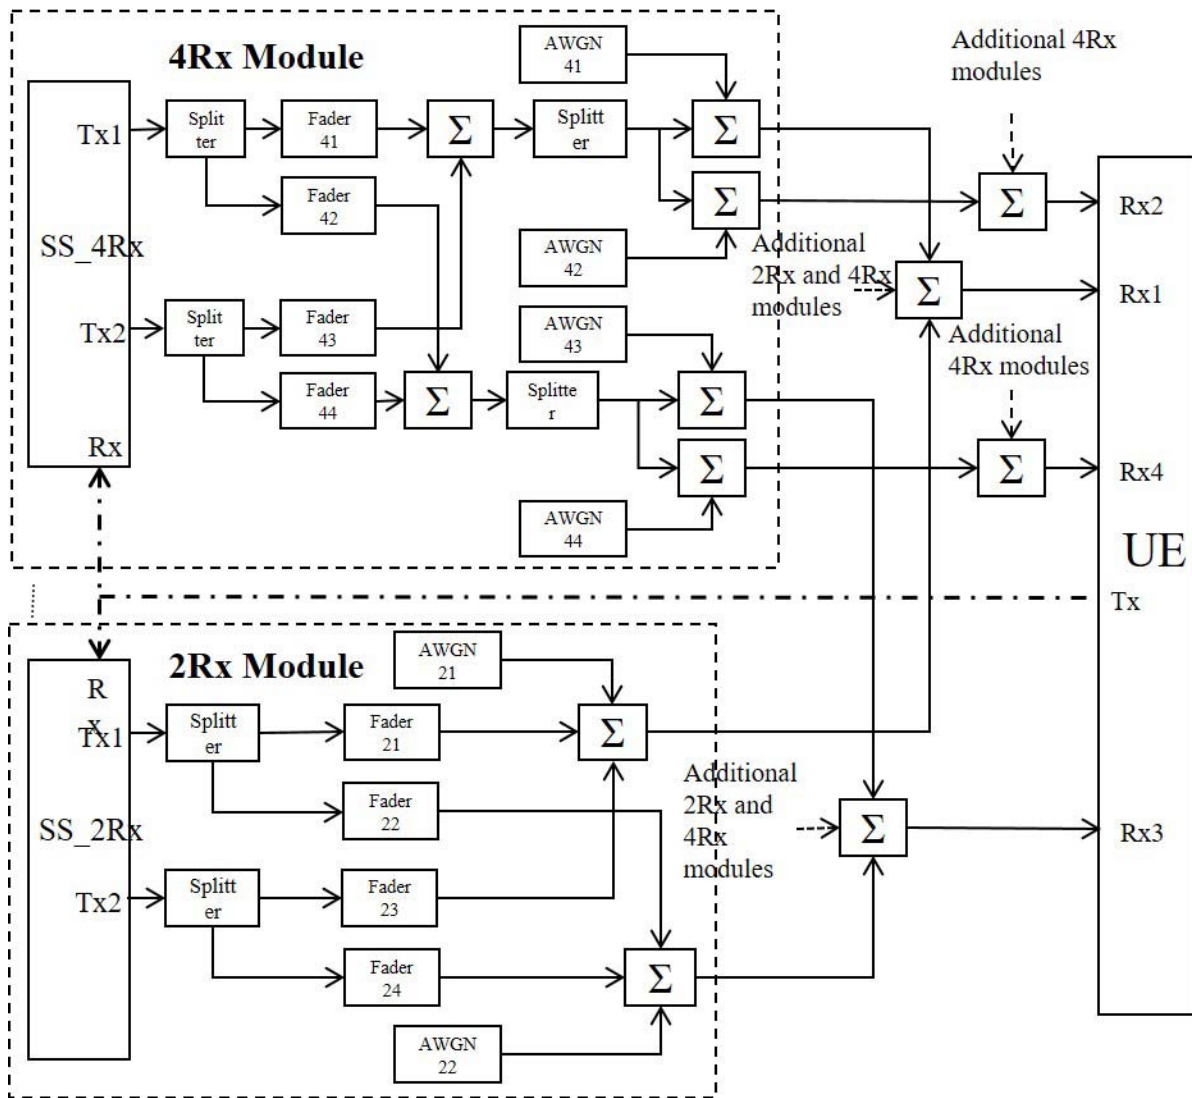 4Rx Module
AWGN
41
Additional 4Rx
modules
Tx1
Split
ter
Fader
41
Σ
Splitt
er
Σ
Fader
42
Σ
Σ
Rx2
SS_4Rx
AWGN
42
Additional
2Rx and 4Rx
modules
Σ
Rx1
Tx2
Split
ter
Fader
43
AWGN
43
Additional
4Rx modules
Fader
44
Σ
Splitte
r
Σ
Rx
Σ
Σ
Rx4
AWGN
44
UE
Tx
2Rx Module
AWGN
21
R
x
Tx1
Splitt
er
Fader
21
Σ
Fader
22
Additional
2Rx and
4Rx
modules
SS_2Rx
Σ
Rx3
Tx2
Splitt
er
Fader
23
Fader
24
Σ
AWGN
22